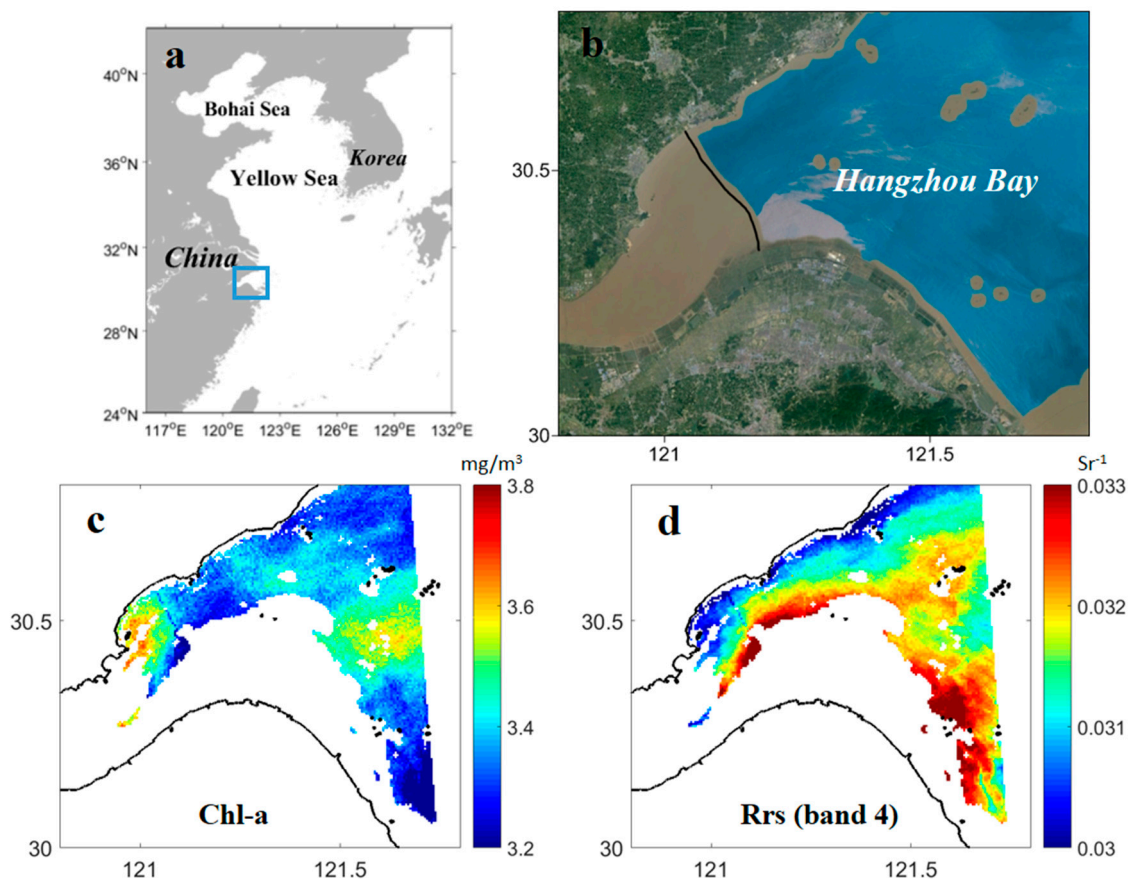 a
40°N
36°N
32°N
28°N
24°N
117°E 120°E 123°E 126°E 129°E 132°E
Bohai Sea
Korea
Yellow Sea
China
b
30.5
30
121 121.5
Hangzhou Bay
mg/m³
c
3.8
3.6
3.4
3.2
30.5
30
121 121.5
Chl-a
Sr⁻¹
d
0.033
0.032
0.031
0.03
30.5
30
121 121.5
Rrs (band 4)